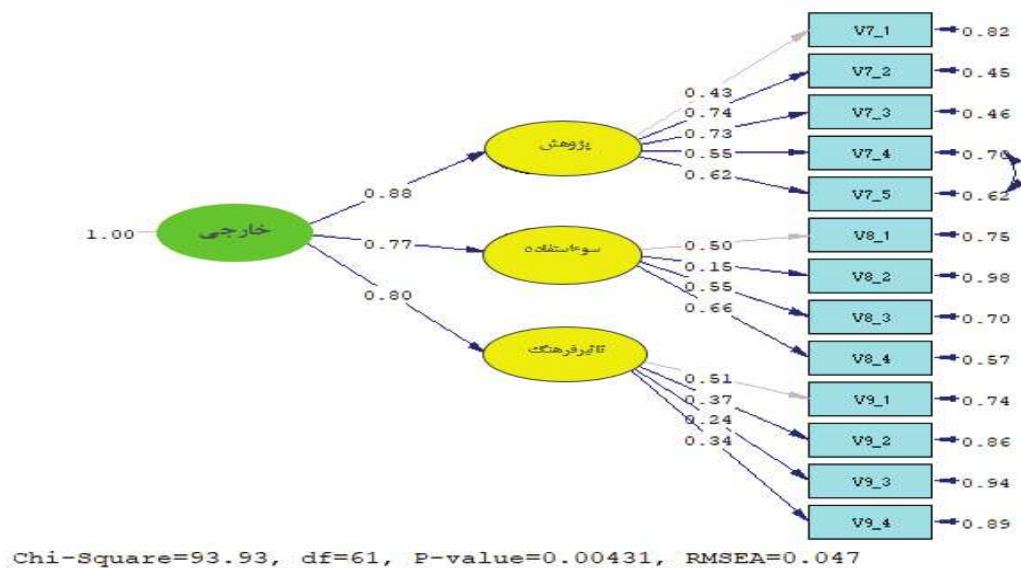 V7_1
0.82
V7_2
0.45
0.43
0.74
V7_3
0.46
0.73
پژوهش
0.55
V7_4
0.70
0.62
0.88
V7_5
0.62
1.00
خارجی
0.77
سوءاستفاده
0.50
V8_1
0.75
0.15
V8_2
0.98
0.55
0.80
0.66
V8_3
0.70
تاثیرفرهنگ
V8_4
0.57
0.51
V9_1
0.74
0.37
0.24
V9_2
0.86
0.34
V9_3
0.94
V9_4
0.89
Chi-Square=93.93, df=61, P-value=0.00431, RMSEA=0.047